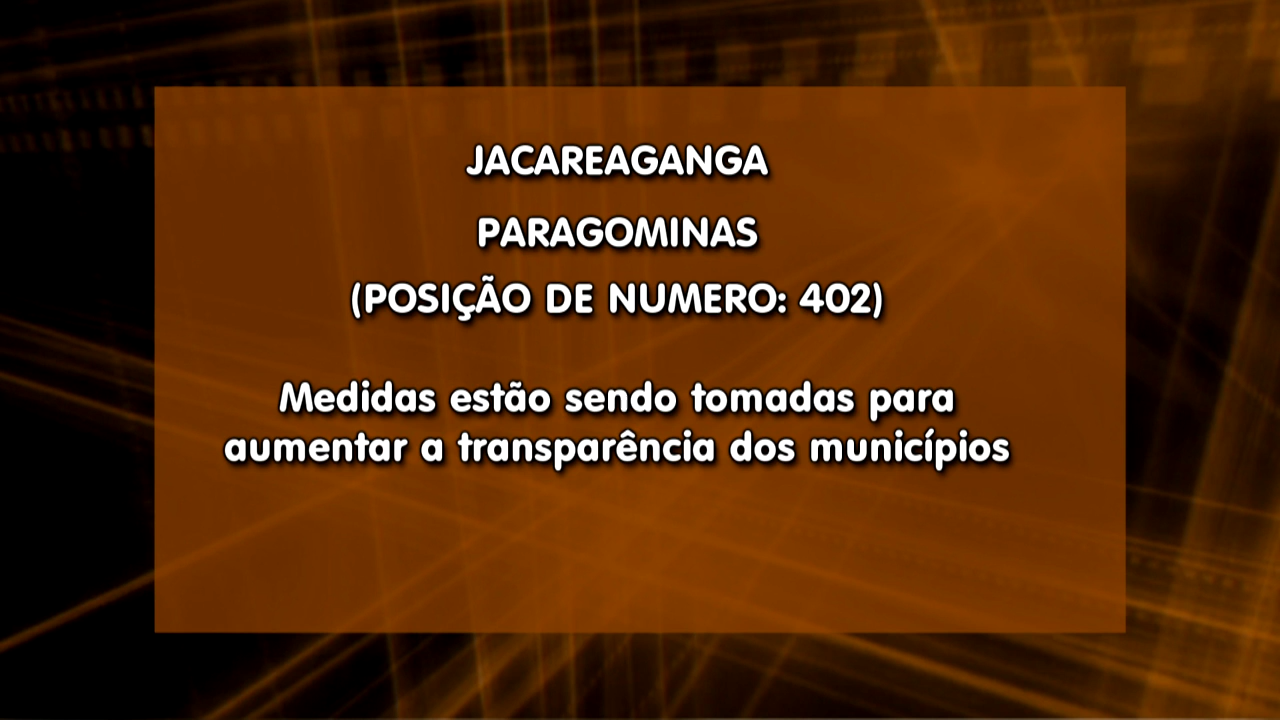 JACAREAGANGA
PARAGOMINAS
(POSIÇÃO DE NUMERO: 402)
Medidas estão sendo tomadas para
aumentar a transparência dos municípios